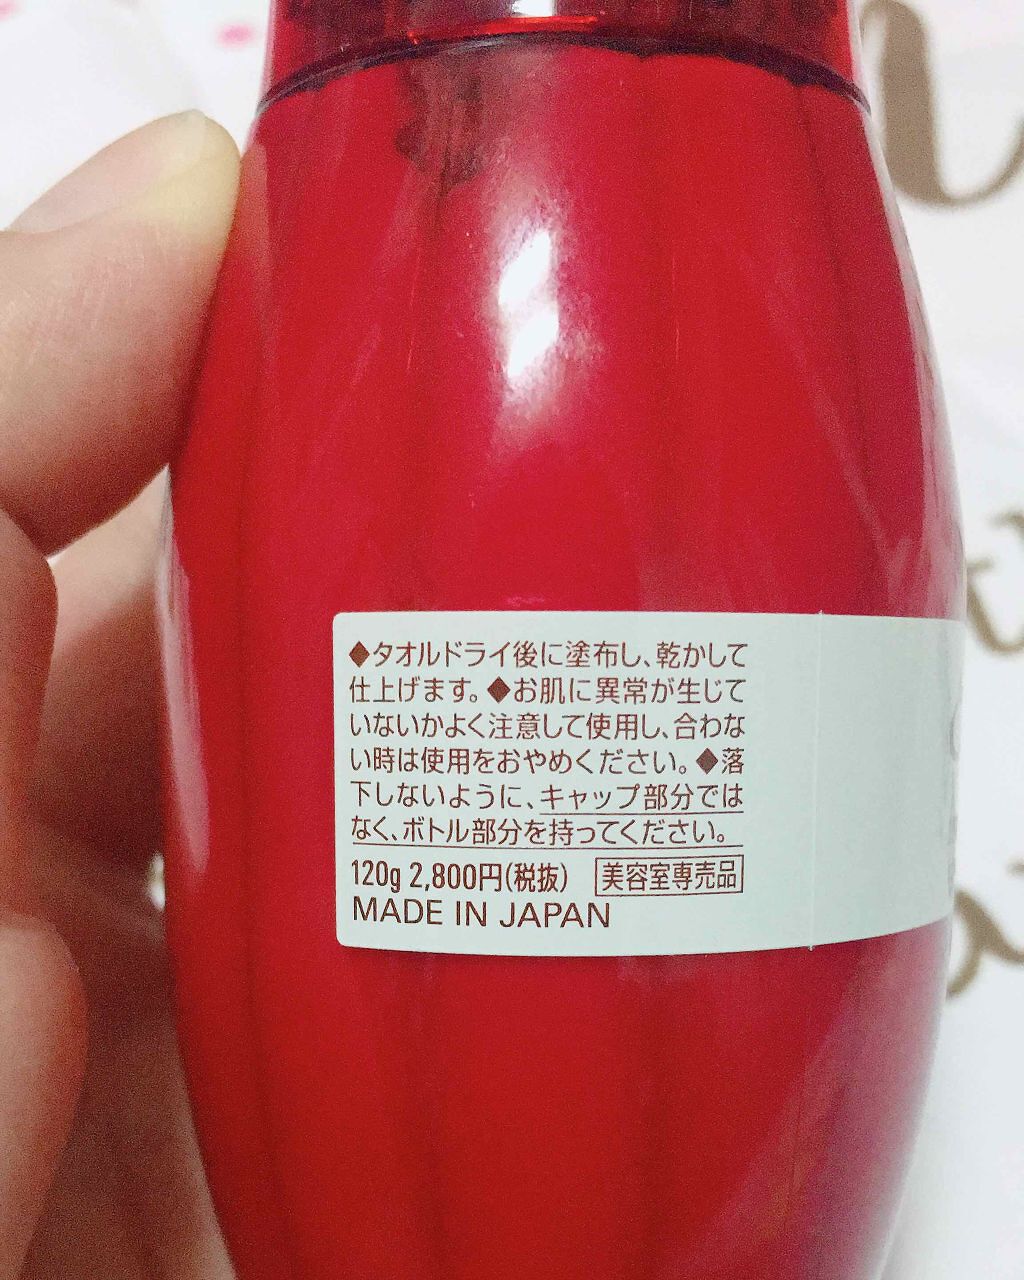 ◆タオルドライ後に塗布し、乾かして
仕上げます。◆お肌に異常が生じて
いないかよく注意して使用し、合わな
い時は使用をおやめください。◆落
下しないように、キャップ部分では
なく、ボトル部分を持ってください。
120g 2,800円(税抜) 美容室専売品
MADE IN JAPAN